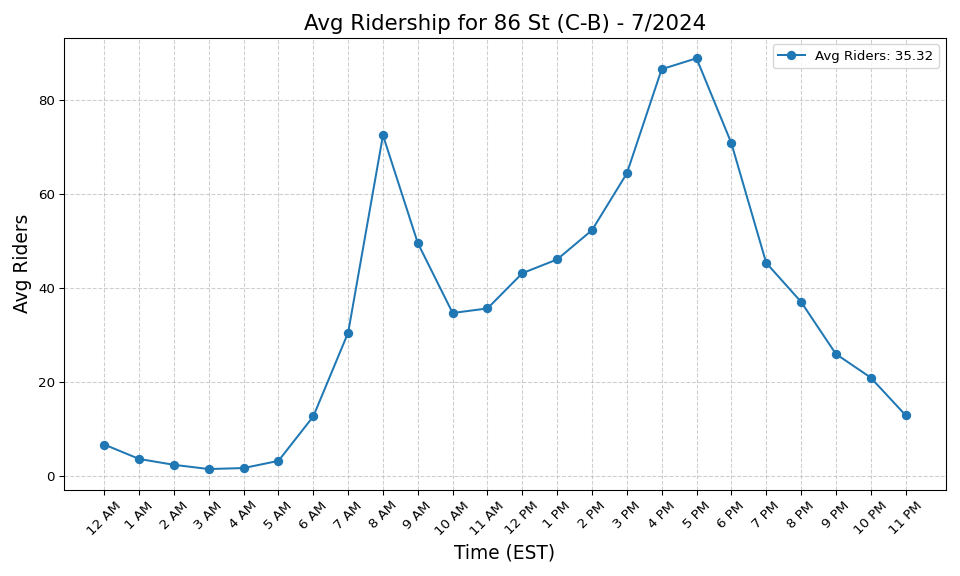 Avg Ridership for 86 St (C-B) - 7/2024
Avg Riders: 35.32
Avg Riders
80
60
40
20
0
12 AM
1 AM
2 AM
3 AM
4 AM
5 AM
6 AM
7 AM
8 AM
9 AM
10 AM
11 AM
12 PM
1 PM
2 PM
3 PM
4 PM
5 PM
6 PM
7 PM
8 PM
9 PM
10 PM
11 PM
Time (EST)